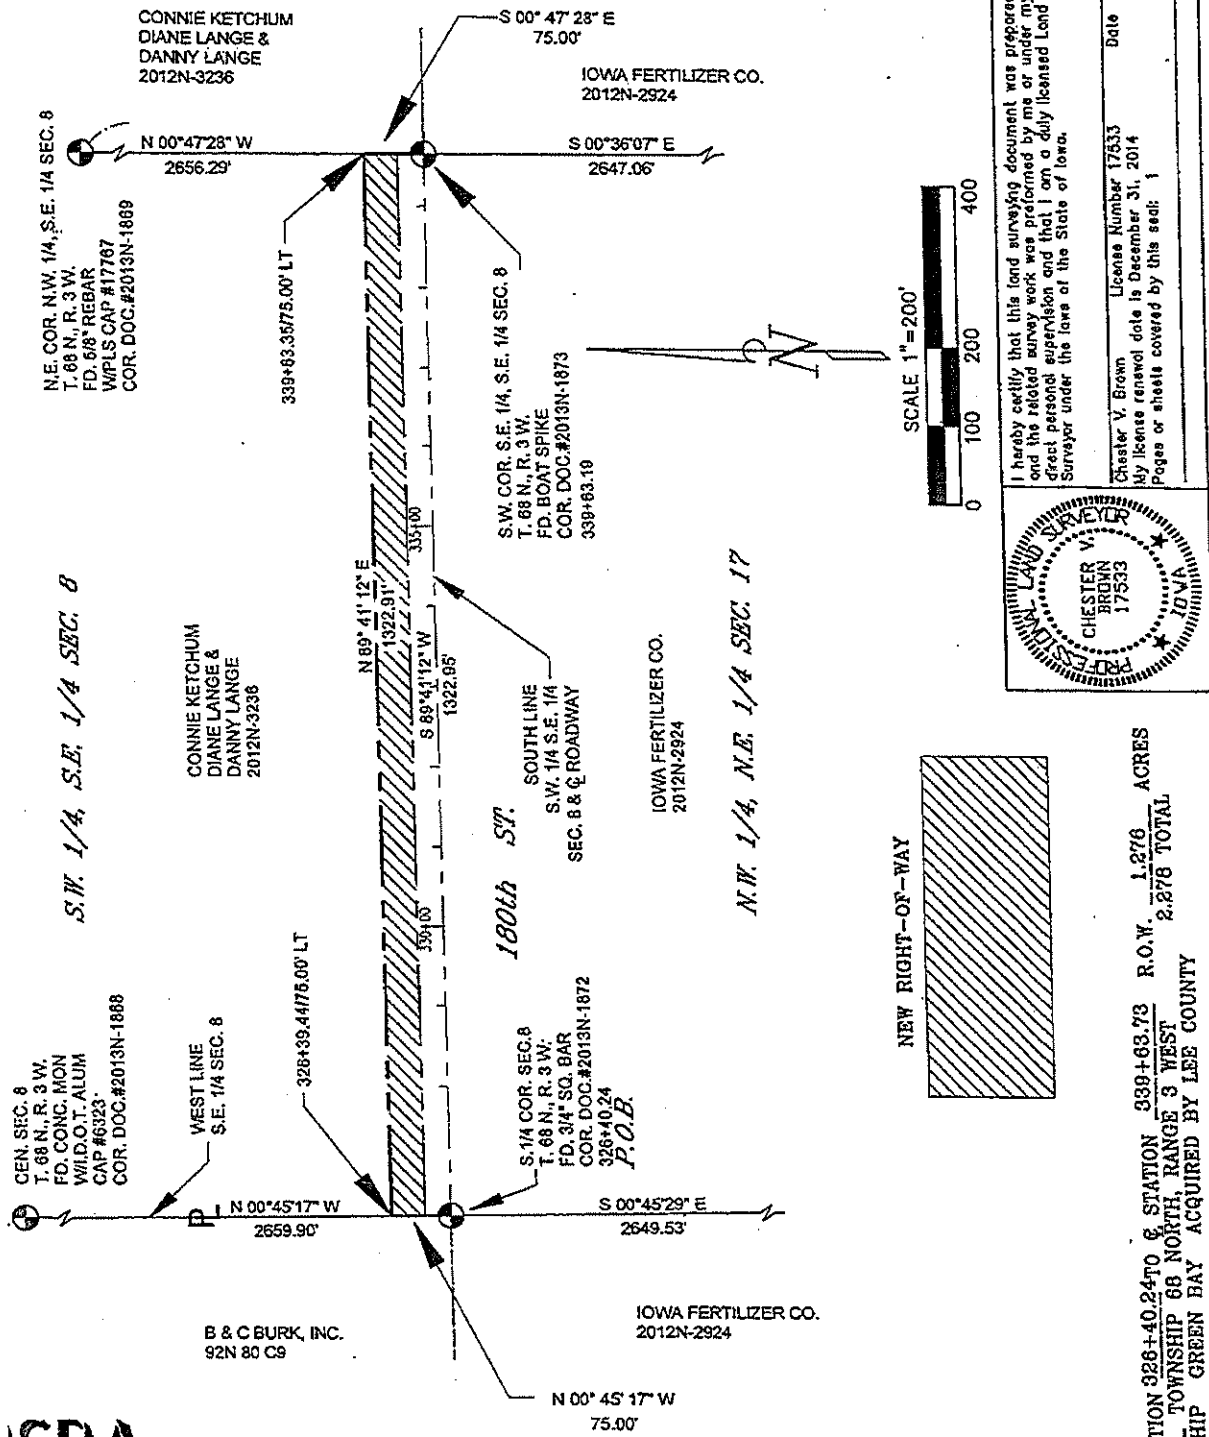 CONNIE KETCHUM
DIANE LANGE &
DANNY LANGE
2012N-3236
S 00° 47' 28" E
75.00'
IOWA FERTILIZER CO.
2012N-2924
N.E. COR. N.W. 1/4, S.E. 1/4 SEC. 8
T. 68 N., R. 3 W.
FD. 5/8" REBAR
W/PLS CAP #17767
COR. DOC.#2013N-1869
N 00°47'28" W
2656.29'
S 00°36'07" E
2647.06'
339+63.35/75.00' LT
S.W. COR. S.E. 1/4, S.E. 1/4 SEC. 8
T. 68 N., R. 3 W.
FD. BOAT SPIKE
COR. DOC.#2013N-1873
339+63.19
N
SCALE 1"=200'
0 100 200 400
S.W. 1/4, S.E. 1/4 SEC. 8
CONNIE KETCHUM
DIANE LANGE &
DANNY LANGE
2012N-3236
N 89° 41' 12" E
1322.91'
335+00
S 89°41'12" W
1322.95'
330+00
SOUTH LINE
S.W. 1/4 S.E. 1/4
SEC. 8 & ℄ ROADWAY
180th ST.
IOWA FERTILIZER CO.
2012N-2924
N.W. 1/4, N.E. 1/4 SEC. 17
CEN. SEC. 8
T. 68 N., R. 3 W.
FD. CONC. MON
W/I.D.O.T. ALUM
CAP #6323
COR. DOC.#2013N-1868
WEST LINE
S.E. 1/4 SEC. 8
326+39.44/75.00' LT
S.1/4 COR. SEC.8
T. 68 N., R. 3 W.
FD. 3/4" SQ. BAR
COR. DOC.#2013N-1872
326+40.24
P.O.B.
N 00°45'17" W
2659.90'
S 00°45'29" E
2649.53'
B & C BURK, INC.
92N 80 C9
IOWA FERTILIZER CO.
2012N-2924
N 00° 45' 17" W
75.00'
NEW RIGHT-OF-WAY
I hereby certify that this land surveying document was prepared
and the related survey work was preformed by me or under my
direct personal supervision and that I am a duly licensed Land
Surveyor under the laws of the State of Iowa.
Chester V. Brown License Number 17533 Date
My license renewal date is December 31, 2014
Pages or sheets covered by this seal: 1
PROFESSIONAL LAND SURVEYOR
CHESTER V.
BROWN
17533
IOWA
TION 326+40.24 TO ℄ STATION 339+63.73 R.O.W. 1.276 ACRES
TOWNSHIP 68 NORTH, RANGE 3 WEST 2.278 TOTAL
HIP GREEN BAY ACQUIRED BY LEE COUNTY